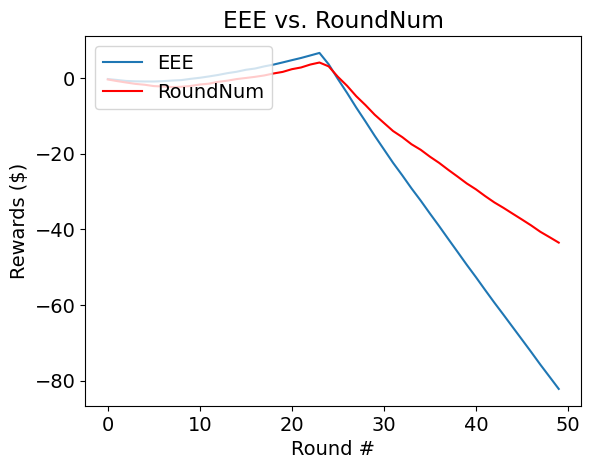 EEE vs. RoundNum
EEE
RoundNum
Rewards ($)
0
−20
−40
−60
−80
0 10 20 30 40 50
Round #